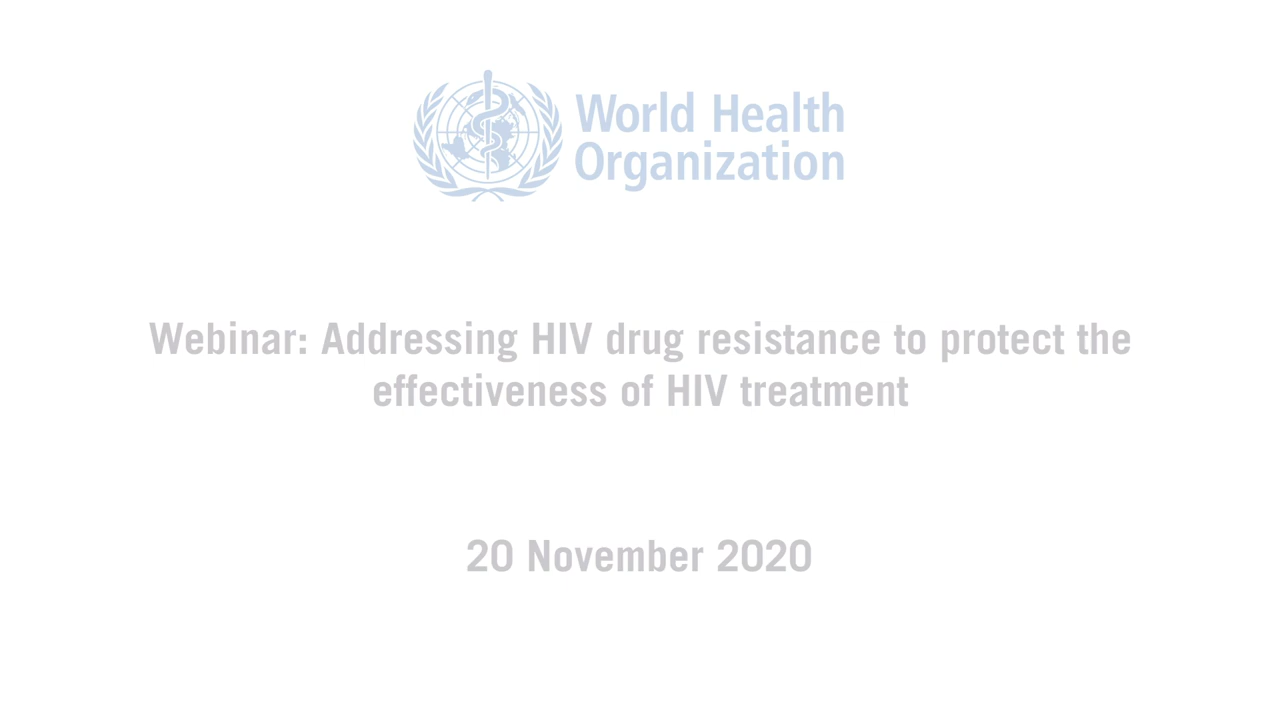 World Health
Organization
Webinar: Addressing HIV drug resistance to protect the
effectiveness of HIV treatment
20 November 2020